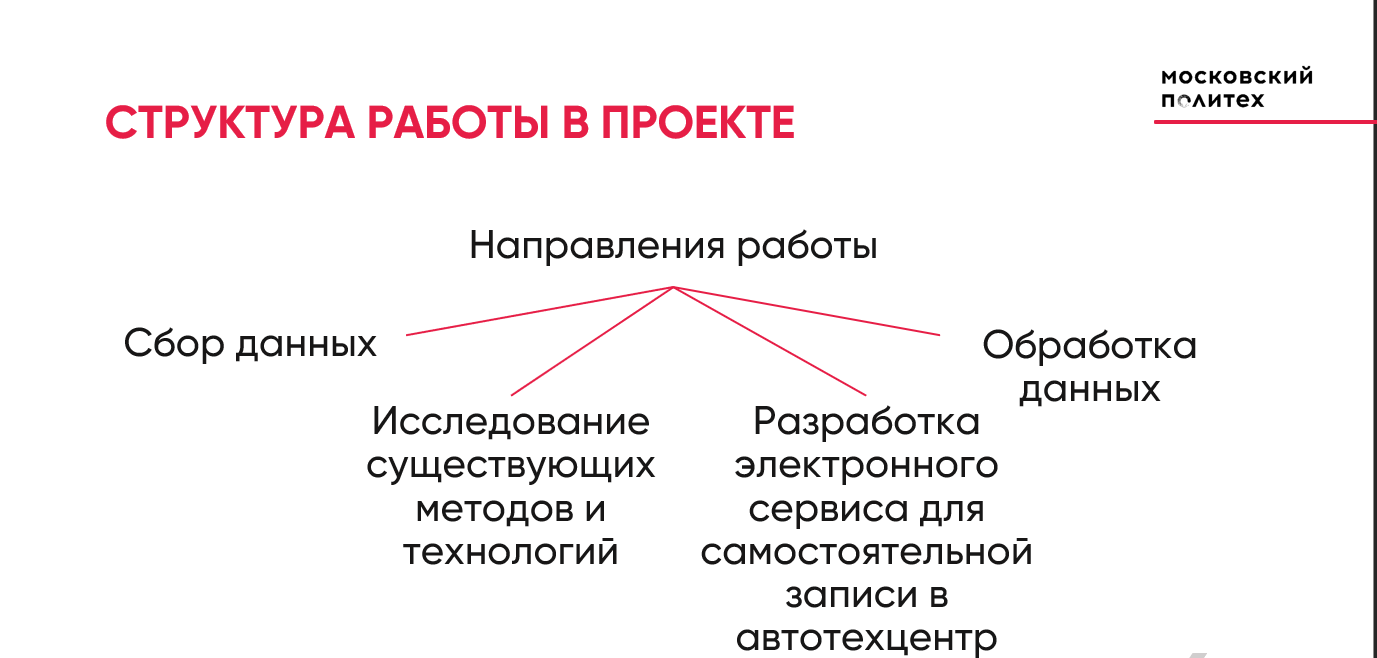 МОСКОВСКИЙ
ПОЛИТЕХ
СТРУКТУРА РАБОТЫ В ПРОЕКТЕ
Направления работы
Сбор данных
Исследование
существующих
методов и
технологий
Разработка
электронного
сервиса для
самостоятельной
записи в
автотехцентр
Обработка
данных